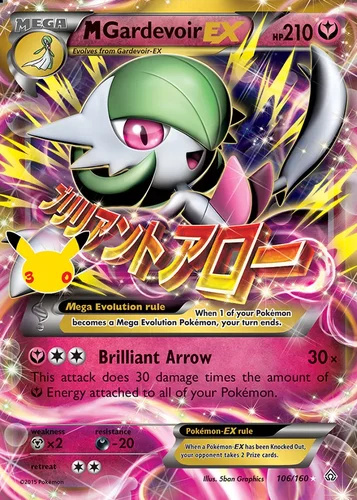 MEGA
M Gardevoir EX
HP 210
Evolves from Gardevoir-EX
ブリリアントアロー
30
Mega Evolution rule
When 1 of your Pokémon
becomes a Mega Evolution Pokémon, your turn ends.
Brilliant Arrow 30×
This attack does 30 damage times the amount of
Energy attached to all of your Pokémon.
weakness
×2
resistance
-20
retreat
Pokémon-EX rule
When a Pokémon-EX has been Knocked Out,
your opponent takes 2 Prize cards.
©2015 Pokémon
Illus. 5ban Graphics
106/160